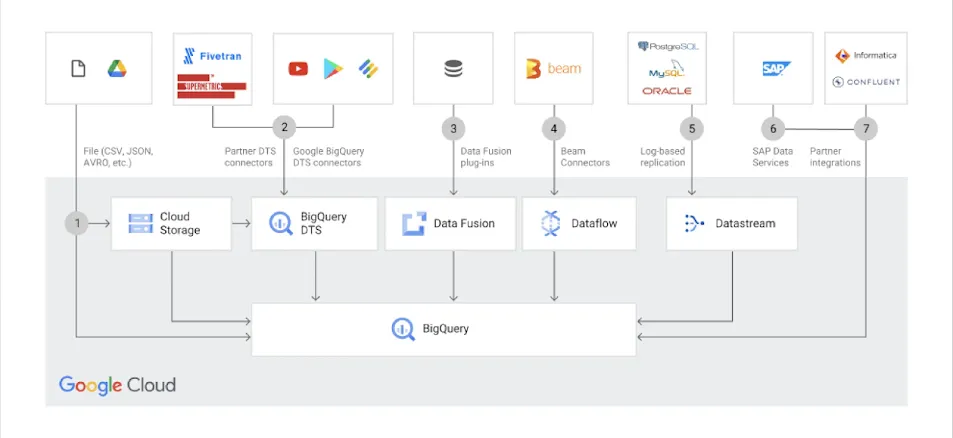 Fivetran
SUPERMETRICS
beam
PostgreSQL
MySQL
ORACLE
SAP
Informatica
CONFLUENT
2
3
4
5
6
7
File (CSV, JSON,
AVRO, etc.)
Partner DTS
connectors
Google BigQuery
DTS connectors
Data Fusion
plug-ins
Beam
Connectors
Log-based
replication
SAP Data
Services
Partner
integrations
1
Cloud
Storage
BigQuery
DTS
Data Fusion
Dataflow
Datastream
BigQuery
Google Cloud